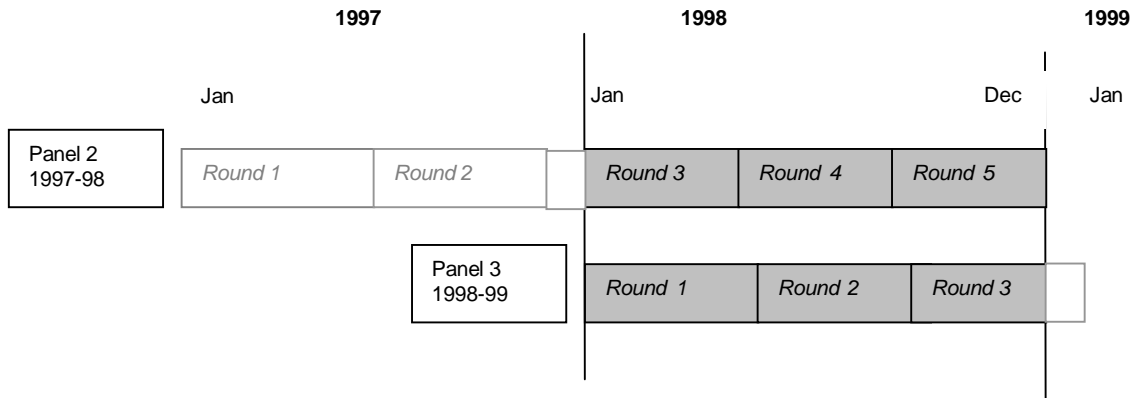 1997 1998 1999
Jan Jan Dec Jan
Panel 2
1997-98
Round 1 Round 2 Round 3 Round 4 Round 5
Panel 3
1998-99
Round 1 Round 2 Round 3